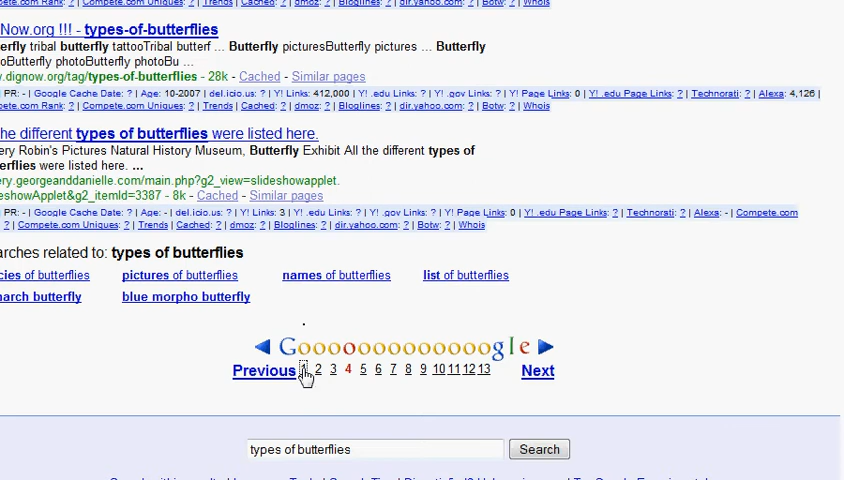 mpete.com Rank: ? | Compete.com Uniques: ? | Trends | Cached: ? | dmoz: ? | Bloglines: ? | dir.yahoo.com: ? | Botw: ? | Whois
Now.org !!! - types-of-butterflies
erfly tribal butterfly tattooTribal butterf ... Butterfly picturesButterfly pictures ... Butterfly
oButterfly photoButterfly photoBu ...
w.dignow.org/tag/types-of-butterflies - 28k - Cached - Similar pages
PR: - | Google Cache Date: ? | Age: 10-2007 | del.icio.us: ? | Y! Links: 412,000 | Y! .edu Links: ? | Y! .gov Links: ? | Y! Page Links: 0 | Y! .edu Page Links: ? | Technorati: ? | Alexa: 4,126 |
ompete.com Rank: ? | Compete.com Uniques: ? | Trends | Cached: ? | dmoz: ? | Bloglines: ? | dir.yahoo.com: ? | Botw: ? | Whois
he different types of butterflies were listed here.
ery Robin's Pictures Natural History Museum, Butterfly Exhibit All the different types of
erflies were listed here. ...
ery.georgeanddanielle.com/main.php?g2_view=slideshowapplet.
eshowApplet&g2_itemId=3387 - 8k - Cached - Similar pages
PR: - | Google Cache Date: ? | Age: - | del.icio.us: ? | Y! Links: 3 | Y! .edu Links: ? | Y! .gov Links: ? | Y! Page Links: 0 | Y! .edu Page Links: ? | Technorati: ? | Alexa: - | Compete.com
? | Compete.com Uniques: ? | Trends | Cached: ? | dmoz: ? | Bloglines: ? | dir.yahoo.com: ? | Botw: ? | Whois
arches related to: types of butterflies
cies of butterflies pictures of butterflies names of butterflies list of butterflies
narch butterfly blue morpho butterfly
Goooooooooooooogle
Previous 1 2 3 4 5 6 7 8 9 10 11 12 13 Next
types of butterflies Search